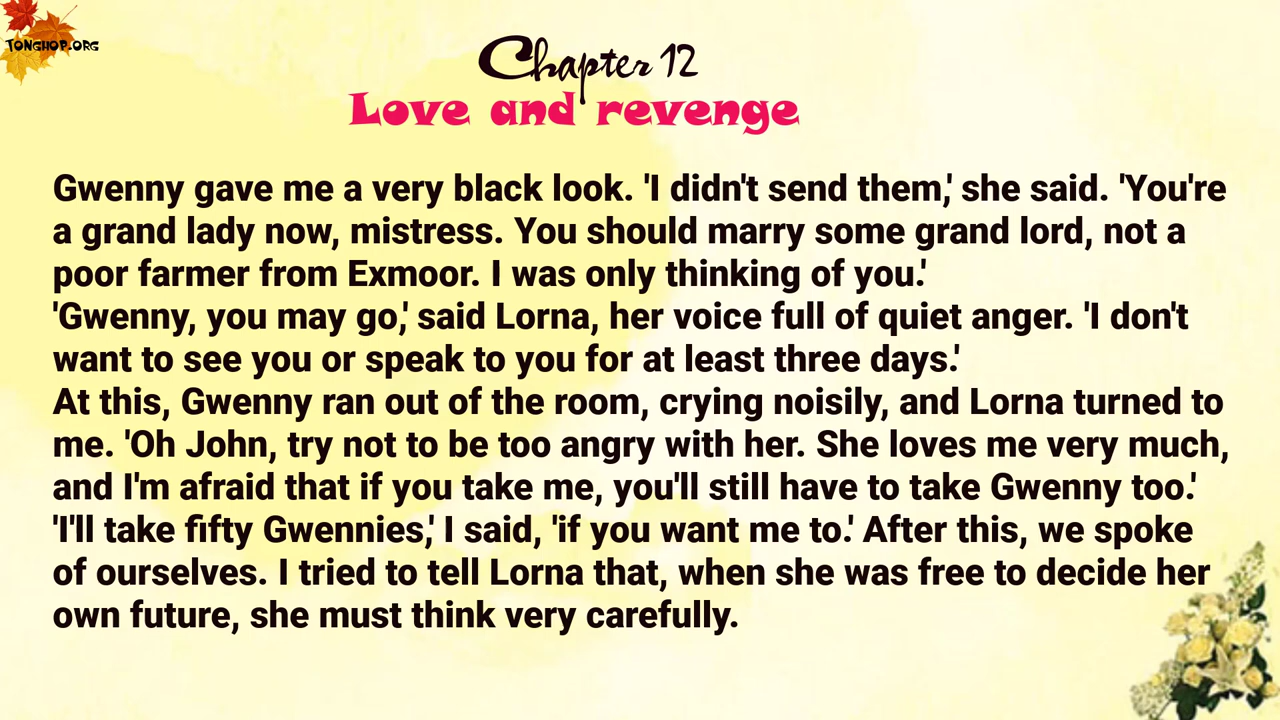 TONGHOP.ORG
Chapter 12
Love and revenge
Gwenny gave me a very black look. 'I didn't send them,' she said. 'You're
a grand lady now, mistress. You should marry some grand lord, not a
poor farmer from Exmoor. I was only thinking of you.'
'Gwenny, you may go,' said Lorna, her voice full of quiet anger. 'I don't
want to see you or speak to you for at least three days.'
At this, Gwenny ran out of the room, crying noisily, and Lorna turned to
me. 'Oh John, try not to be too angry with her. She loves me very much,
and I'm afraid that if you take me, you'll still have to take Gwenny too.'
'I'll take fifty Gwennies,' I said, 'if you want me to.' After this, we spoke
of ourselves. I tried to tell Lorna that, when she was free to decide her
own future, she must think very carefully.